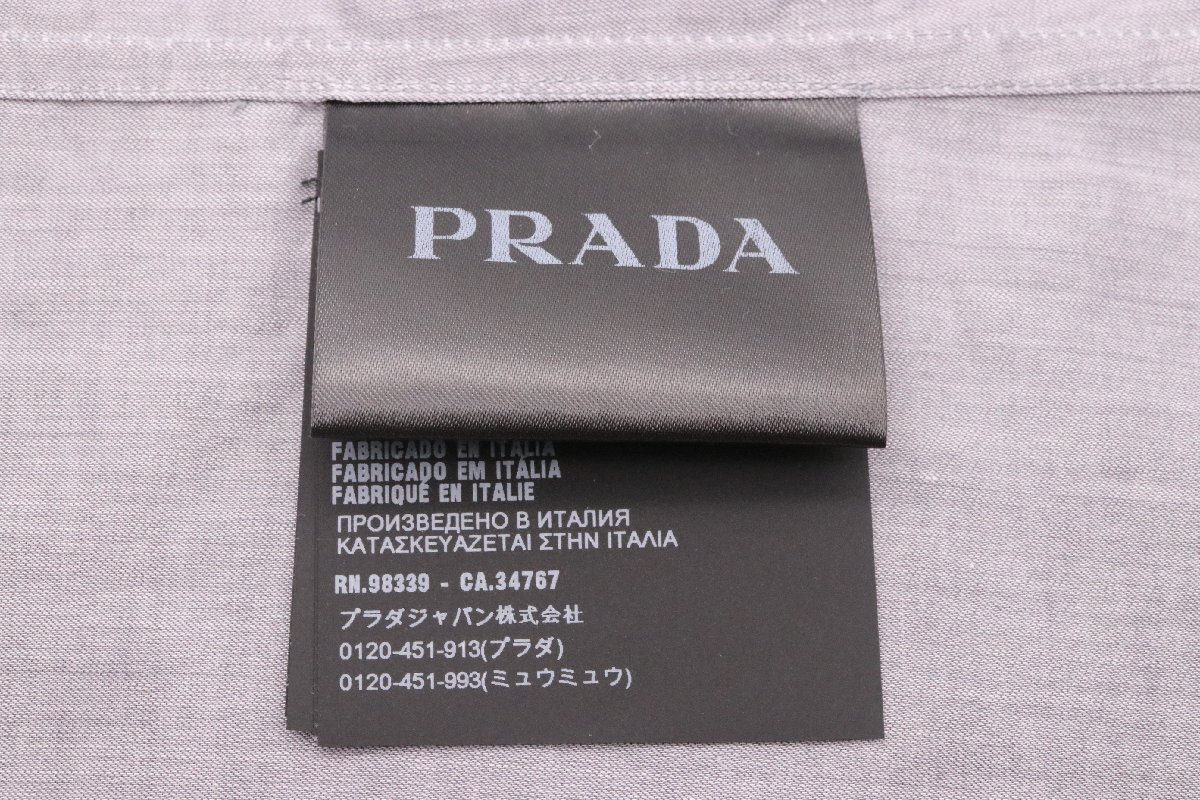 PRADA
FABRICADO EN ITALIA
FABRICADO EM ITÁLIA
FABRIQUÉ EN ITALIE
ПРОИЗВЕДЕНО В ИТАЛИЯ
ΚΑΤΑΣΚΕΥΑΖΕΤΑΙ ΣΤΗΝ ΙΤΑΛΙΑ
RN.98339 - CA.34767
プラダジャパン株式会社
0120-451-913(プラダ)
0120-451-993(ミュウミュウ)